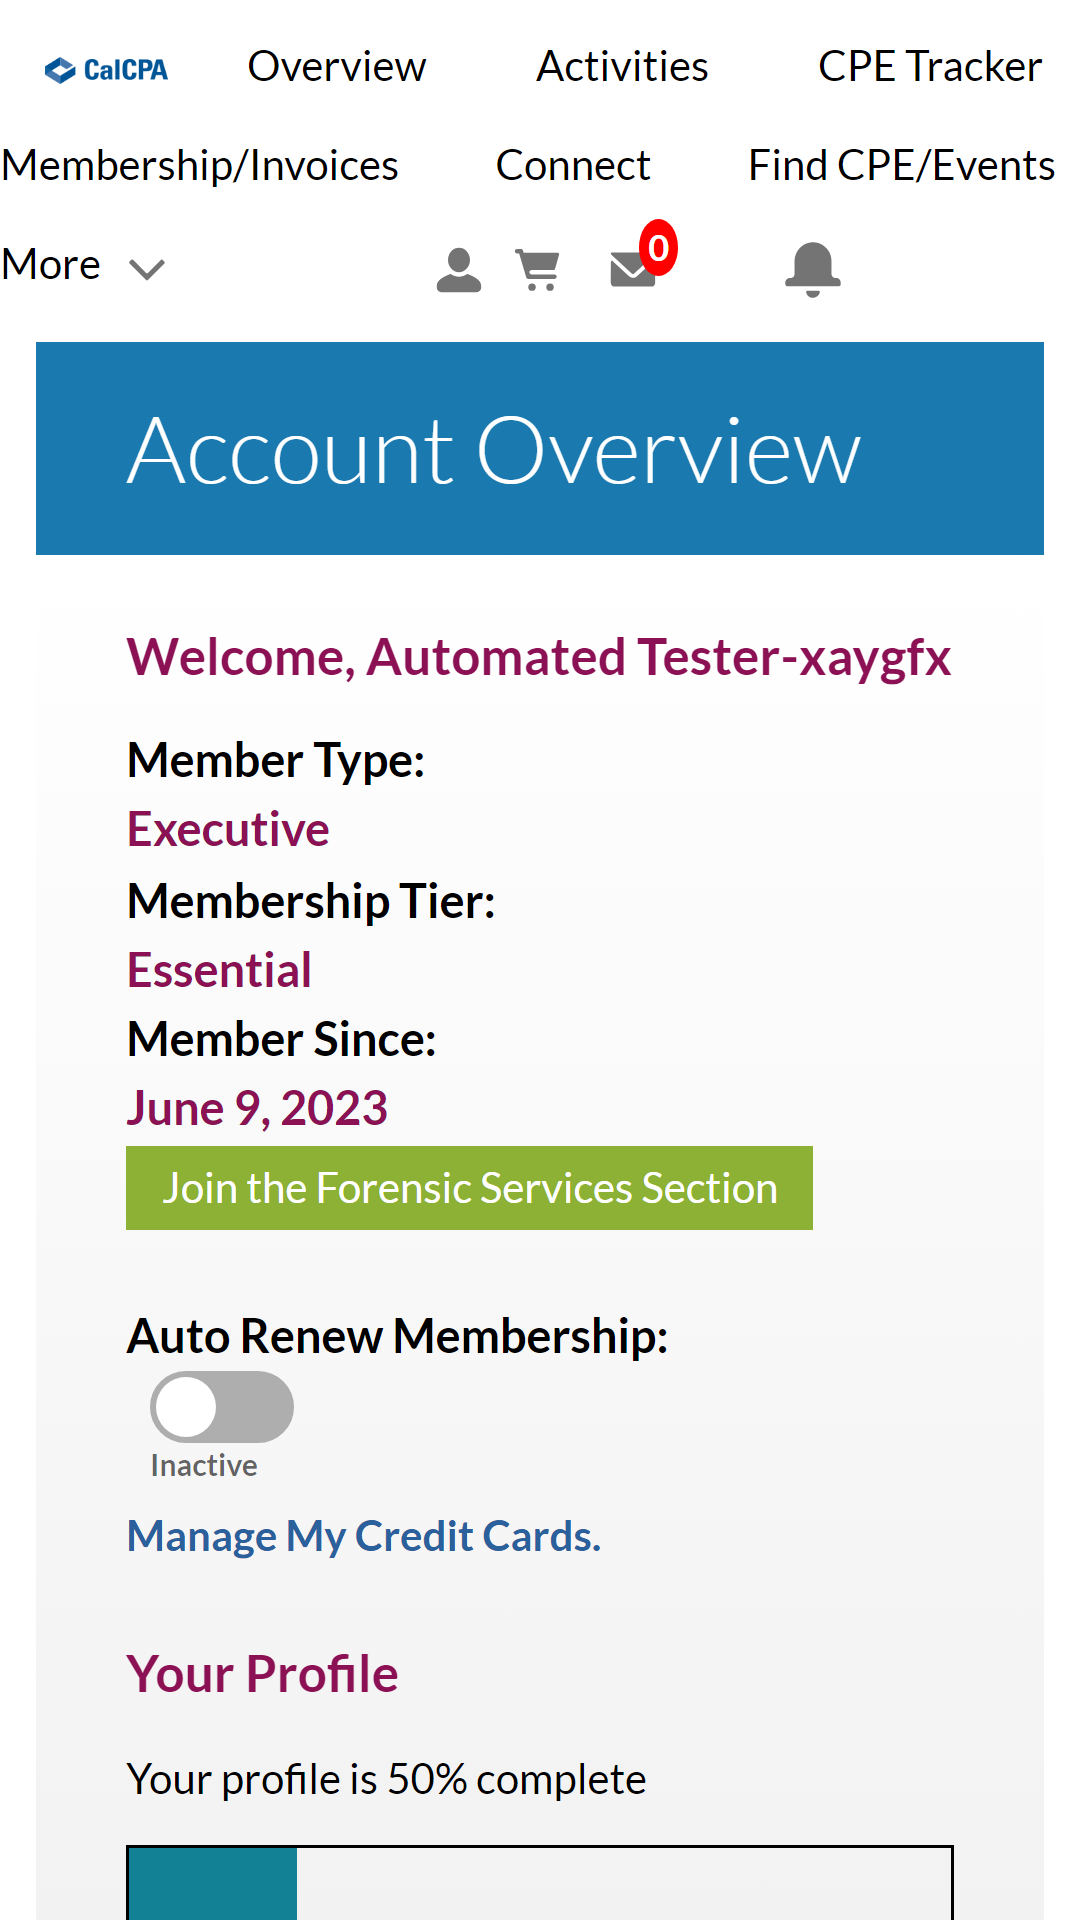 CalCPA Overview Activities CPE Tracker
Membership/Invoices Connect Find CPE/Events
More 0
Account Overview
Welcome, Automated Tester-xaygfx
Member Type:
Executive
Membership Tier:
Essential
Member Since:
June 9, 2023
Join the Forensic Services Section
Auto Renew Membership:
Inactive
Manage My Credit Cards.
Your Profile
Your profile is 50% complete